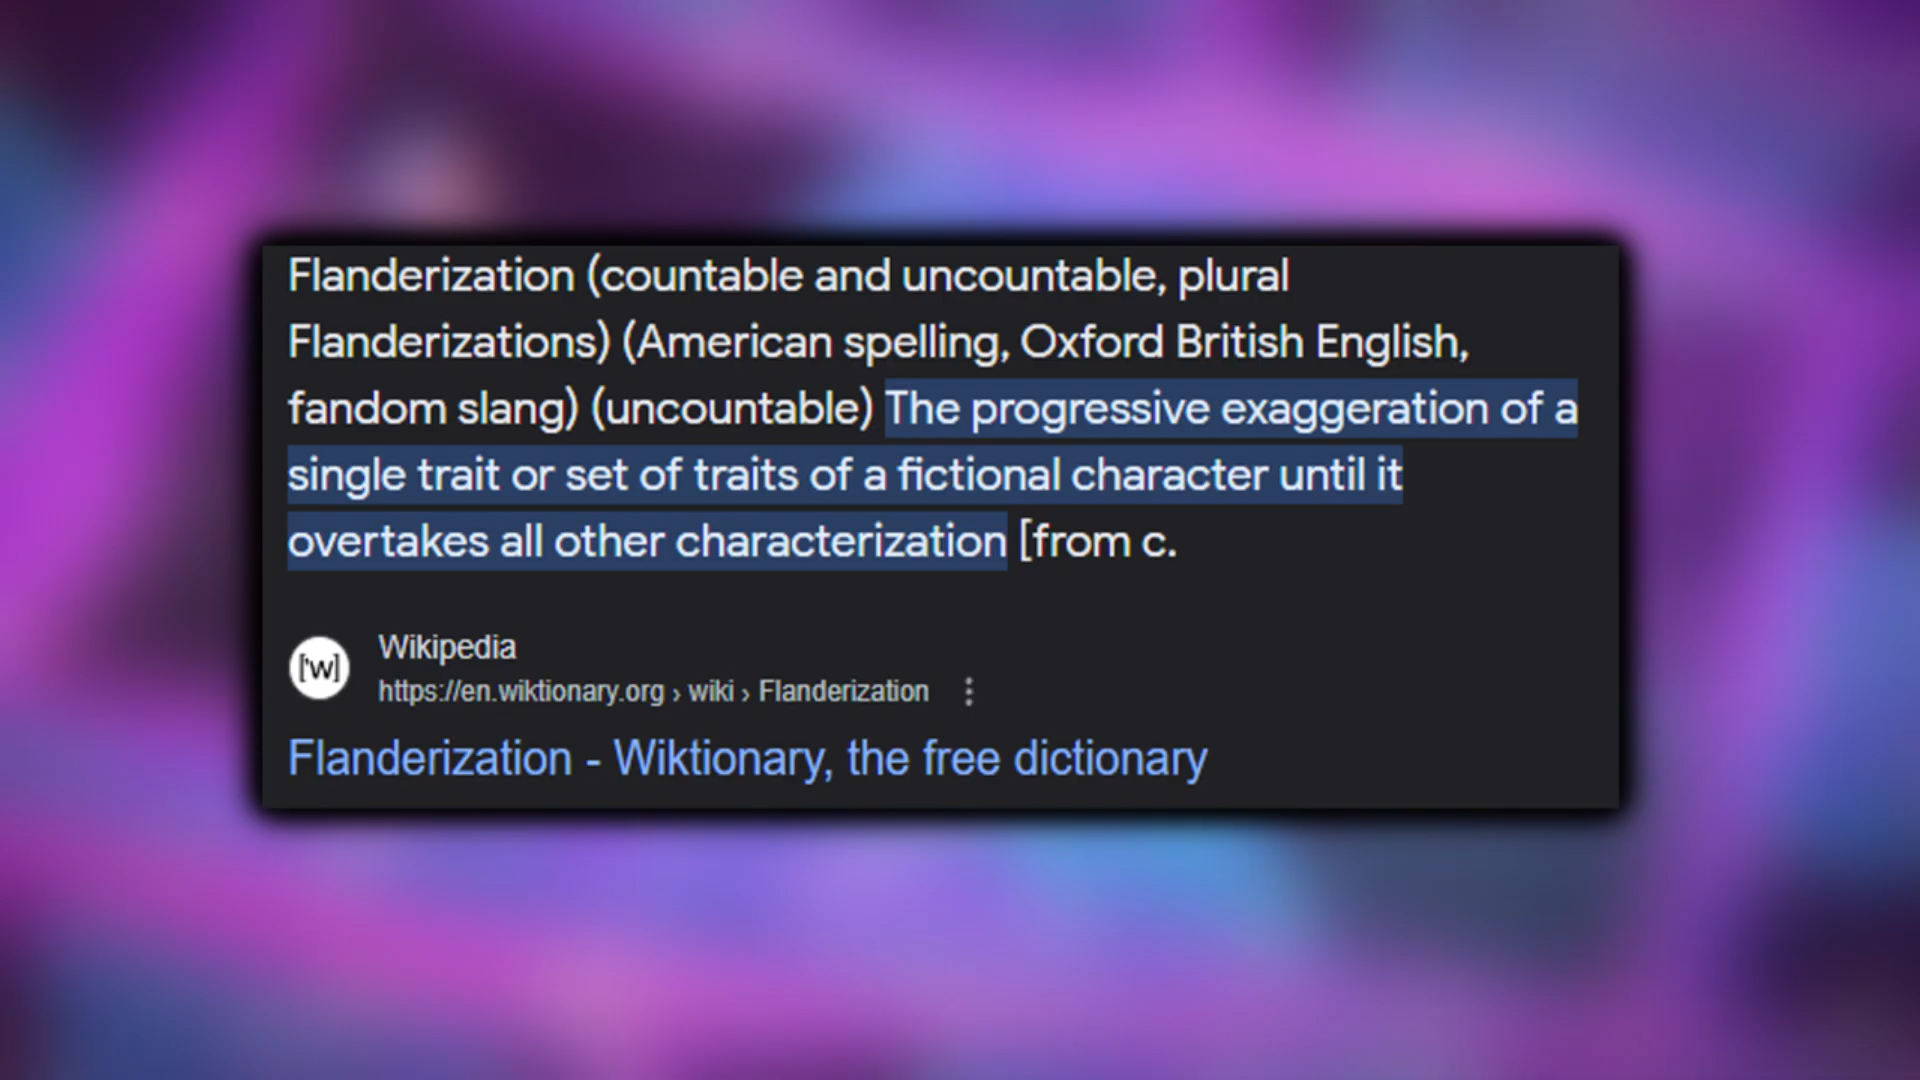 Flanderization (countable and uncountable, plural
Flanderizations) (American spelling, Oxford British English,
fandom slang) (uncountable) The progressive exaggeration of a
single trait or set of traits of a fictional character until it
overtakes all other characterization [from c.
['w]
Wikipedia
https://en.wiktionary.org › wiki › Flanderization
Flanderization - Wiktionary, the free dictionary